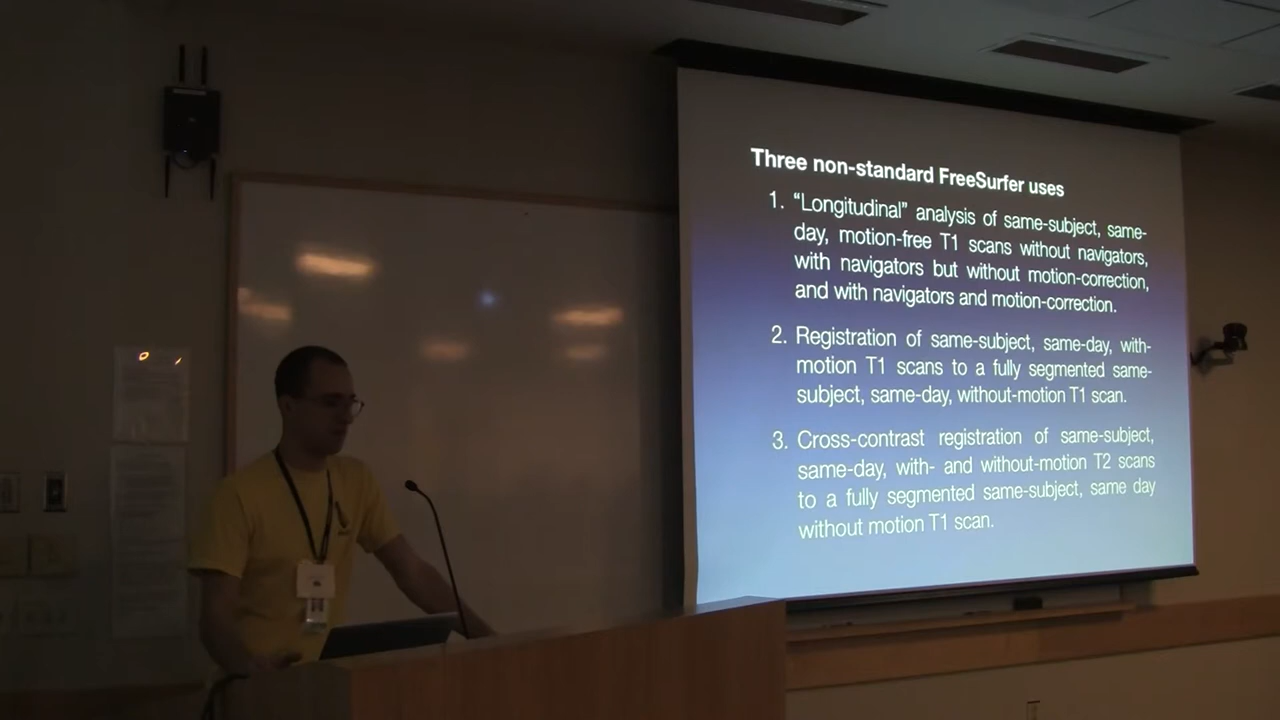 Three non-standard FreeSurfer uses
1. “Longitudinal” analysis of same-subject, same-
day, motion-free T1 scans without navigators,
with navigators but without motion-correction,
and with navigators and motion-correction.
2. Registration of same-subject, same-day, with-
motion T1 scans to a fully segmented same-
subject, same-day, without-motion T1 scan.
3. Cross-contrast registration of same-subject,
same-day, with- and without-motion T2 scans
to a fully segmented same-subject, same day
without motion T1 scan.